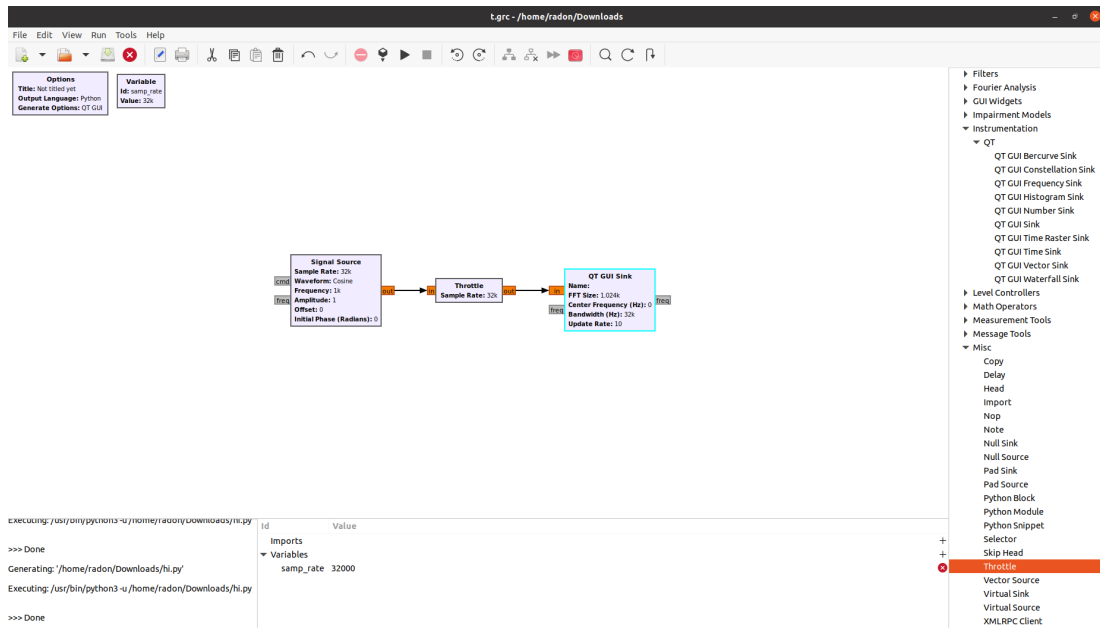 t.grc - /home/radon/Downloads
File Edit View Run Tools Help
Options
Title: Not titled yet
Output Language: Python
Generate Options: QT GUI
Variable
Id: samp_rate
Value: 32k
Signal Source
Sample Rate: 32k
Waveform: Cosine
Frequency: 1k
Amplitude: 1
Offset: 0
Initial Phase (Radians): 0
cmd
freq
out
in
Throttle
Sample Rate: 32k
out
in
freq
QT GUI Sink
Name:
FFT Size: 1.024k
Center Frequency (Hz): 0
Bandwidth (Hz): 32k
Update Rate: 10
freq
Filters
Fourier Analysis
GUI Widgets
Impairment Models
Instrumentation
QT
QT GUI Bercurve Sink
QT GUI Constellation Sink
QT GUI Frequency Sink
QT GUI Histogram Sink
QT GUI Number Sink
QT GUI Sink
QT GUI Time Raster Sink
QT GUI Time Sink
QT GUI Vector Sink
QT GUI Waterfall Sink
Level Controllers
Math Operators
Measurement Tools
Message Tools
Misc
Copy
Delay
Head
Import
Nop
Note
Null Sink
Null Source
Pad Sink
Pad Source
Python Block
Python Module
Python Snippet
Selector
Skip Head
Throttle
Vector Source
Virtual Sink
Virtual Source
XMLRPC Client
Executing: /usr/bin/python3 -u /home/radon/Downloads/hi.py
>>> Done
Generating: '/home/radon/Downloads/hi.py'
Executing: /usr/bin/python3 -u /home/radon/Downloads/hi.py
>>> Done
Id Value
Imports
Variables
samp_rate 32000